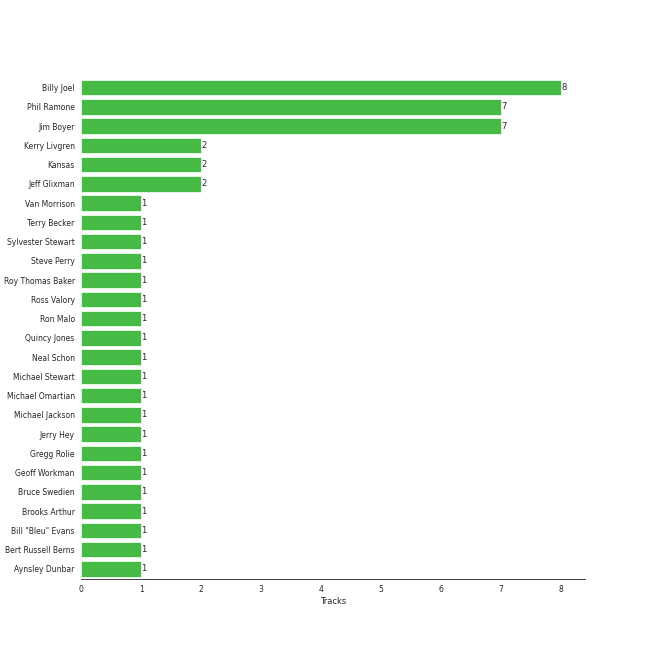 Billy Joel 8
Phil Ramone 7
Jim Boyer 7
Kerry Livgren 2
Kansas 2
Jeff Glixman 2
Van Morrison 1
Terry Becker 1
Sylvester Stewart 1
Steve Perry 1
Roy Thomas Baker 1
Ross Valory 1
Ron Malo 1
Quincy Jones 1
Neal Schon 1
Michael Stewart 1
Michael Omartian 1
Michael Jackson 1
Jerry Hey 1
Gregg Rolie 1
Geoff Workman 1
Bruce Swedien 1
Brooks Arthur 1
Bill "Bleu" Evans 1
Bert Russell Berns 1
Aynsley Dunbar 1
0 1 2 3 4 5 6 7 8
Tracks